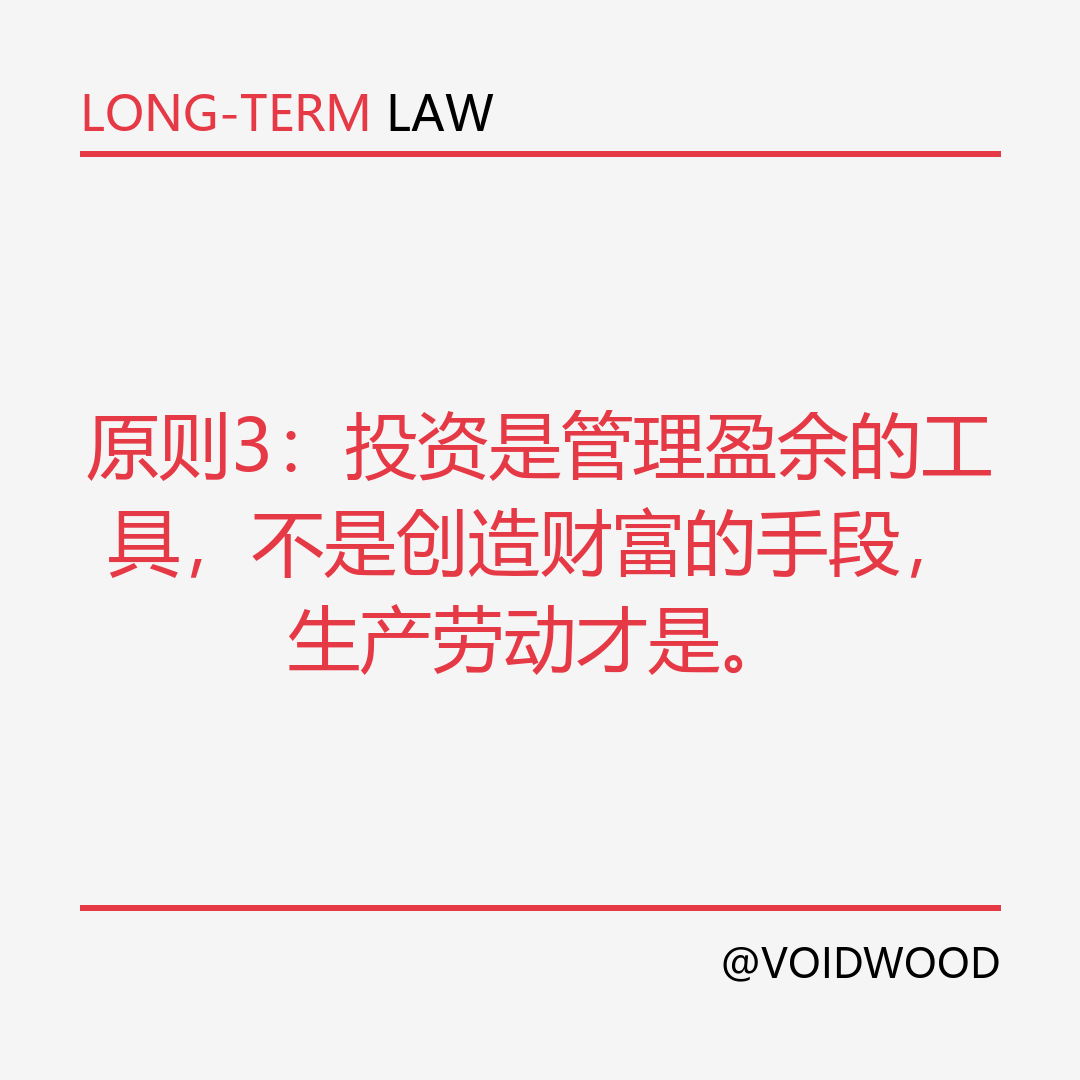 LONG-TERM LAW
原则3：投资是管理盈余的工
具，不是创造财富的手段，
生产劳动才是。
@VOIDWOOD